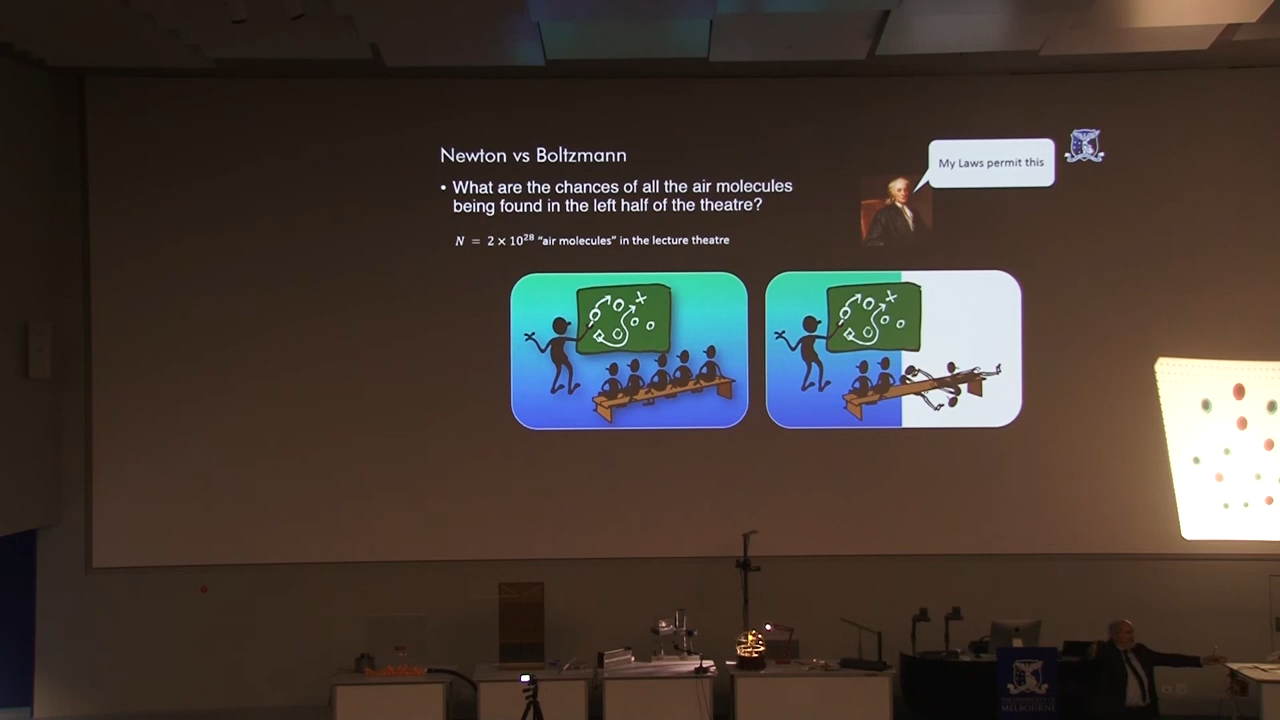 Newton vs Boltzmann
My Laws permit this
• What are the chances of all the air molecules
being found in the left half of the theatre?
N = 2 × 10²⁸ "air molecules" in the lecture theatre
MELBOURNE